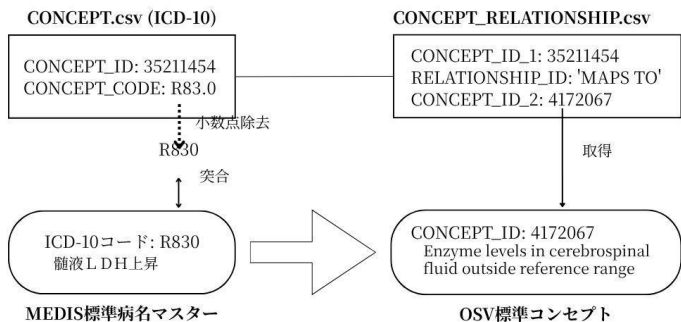 CONCEPT.csv (ICD-10)
CONCEPT_ID: 35211454
CONCEPT_CODE: R83.0
小数点除去
R830
突合
ICD-10コード: R830
髄液ＬＤＨ上昇
MEDIS標準病名マスター
CONCEPT_RELATIONSHIP.csv
CONCEPT_ID_1: 35211454
RELATIONSHIP_ID: 'MAPS TO'
CONCEPT_ID_2: 4172067
取得
CONCEPT_ID: 4172067
Enzyme levels in cerebrospinal
fluid outside reference range
OSV標準コンセプト